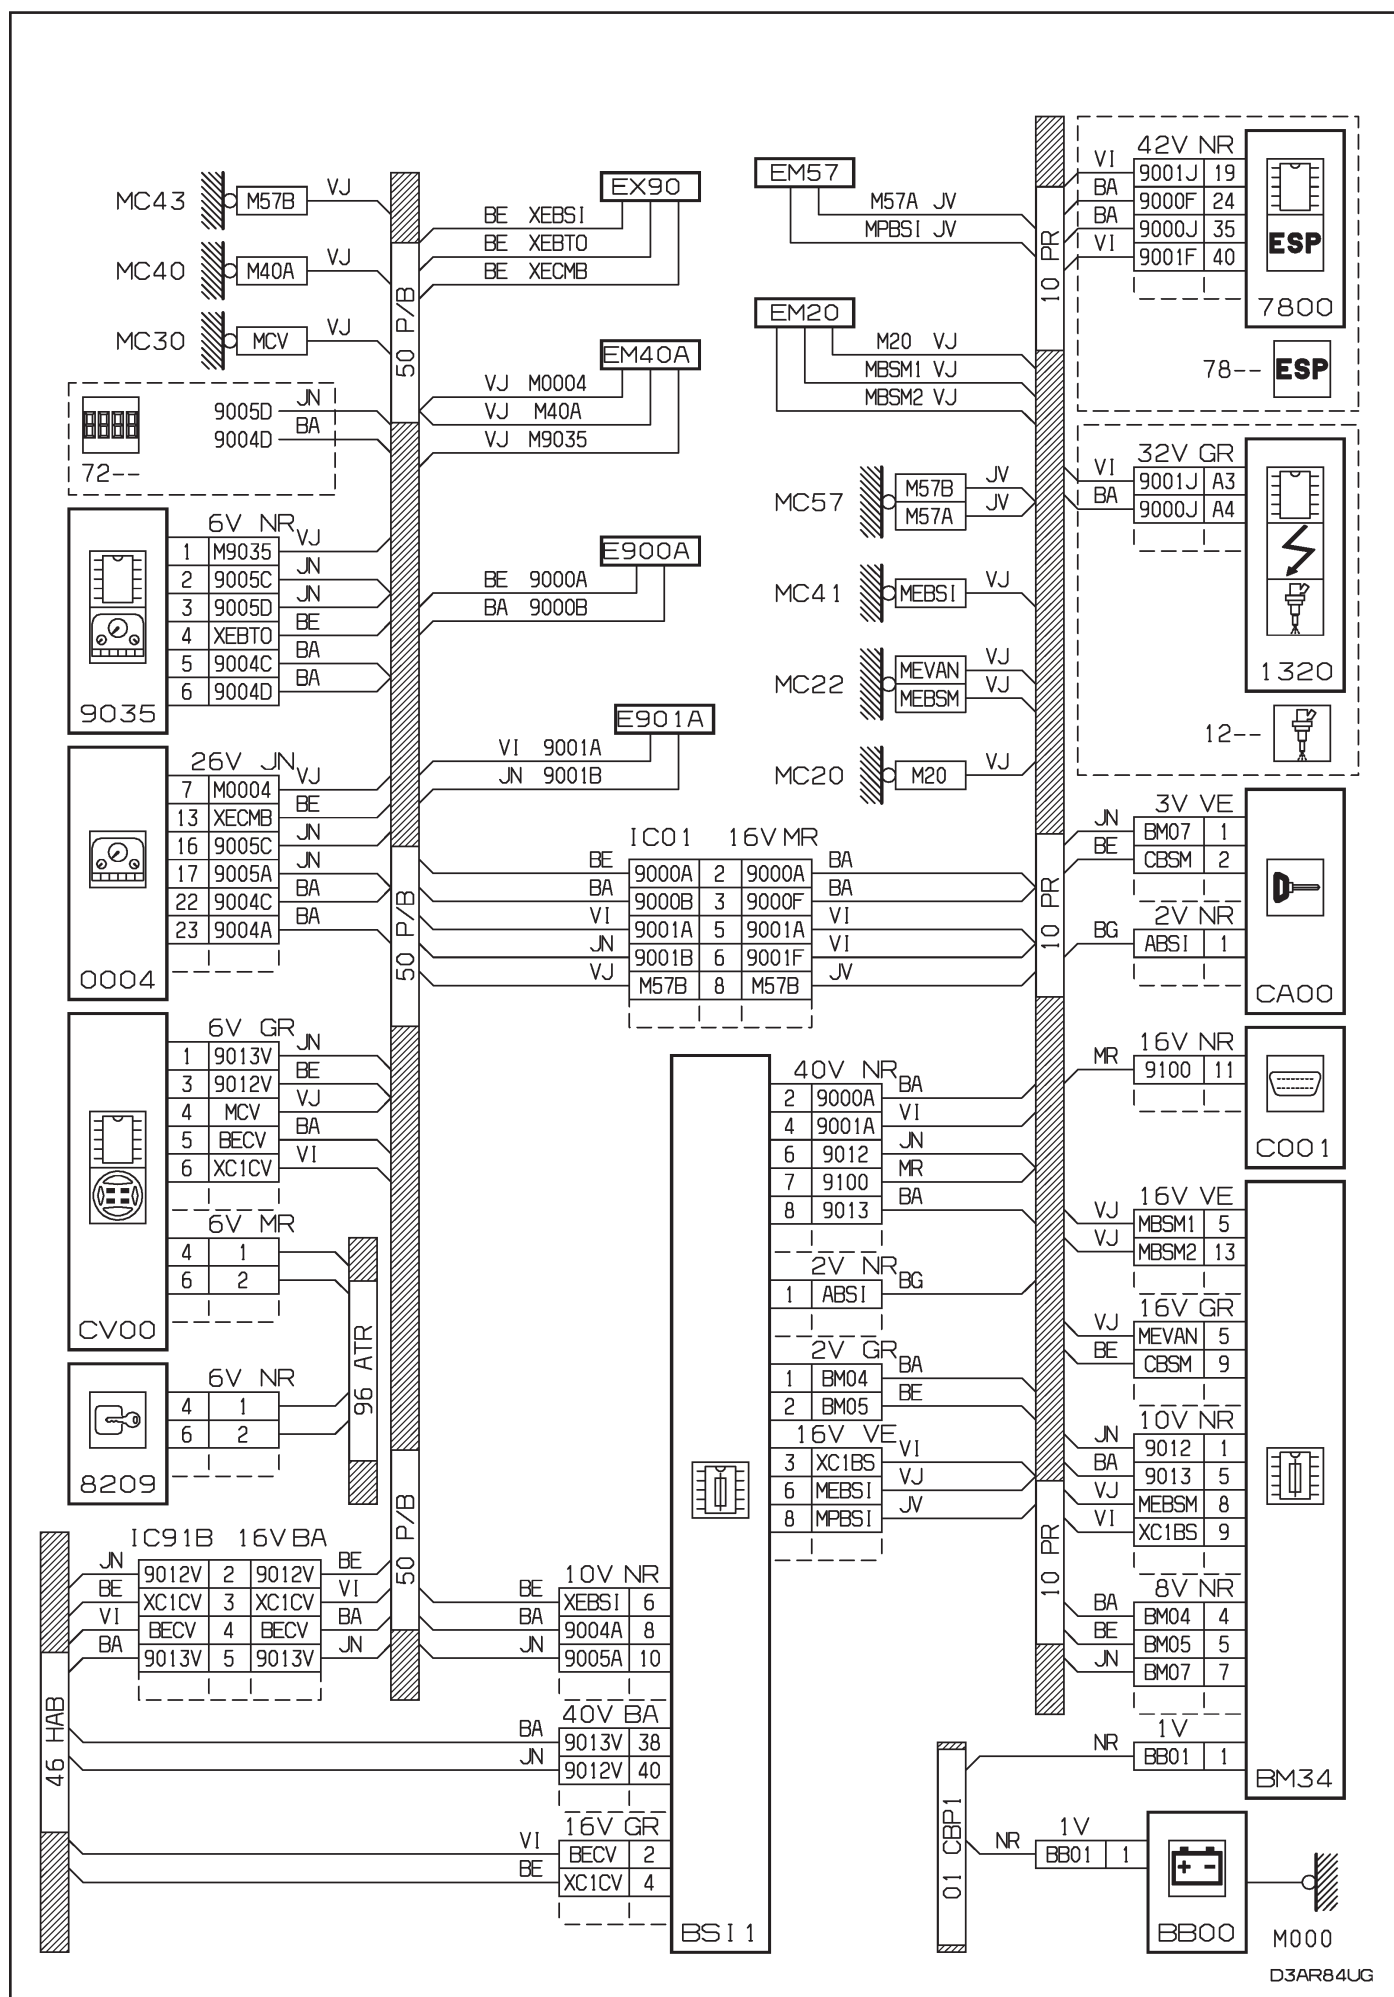 MC43 M57B VJ
MC40 M40A VJ
MC30 MCV VJ
50 P/B
EX90
BE XEBSI
BE XEBTO
BE XECMB
EM40A
VJ M0004
VJ M40A
VJ M9035
9005D JN
9004D BA
72--
6V NR
1 M9035 VJ
2 9005C JN
3 9005D JN
4 XEBTO BE
5 9004C BA
6 9004D BA
9035
E900A
BE 9000A
BA 9000B
E901A
VI 9001A
JN 9001B
26V JN
7 M0004 VJ
13 XECMB BE
16 9005C JN
17 9005A JN
22 9004C BA
23 9004A BA
0004
50 P/B
IC01 16V MR
BE 9000A 2 9000A BA
BA 9000B 3 9000F BA
VI 9001A 5 9001A VI
JN 9001B 6 9001F VI
VJ M57B 8 M57B JV
6V GR
1 9013V JN
3 9012V BE
4 MCV VJ
5 BECV BA
6 XC1CV VI
6V MR
4 1
6 2
CV00
96 ATR
6V NR
4 1
6 2
8209
50 P/B
IC91B 16V BA
JN 9012V 2 9012V BE
BE XC1CV 3 XC1CV VI
VI BECV 4 BECV BA
BA 9013V 5 9013V JN
46 HAB
EM57
M57A JV
MPBSI JV
EM20
M20 VJ
MBSM1 VJ
MBSM2 VJ
MC57 M57B JV
M57A JV
MC41 MEBSI VJ
MC22 MEVAN VJ
MEBSM VJ
MC20 M20 VJ
10 PR
42V NR
VI 9001J 19
BA 9000F 24
BA 9000J 35
VI 9001F 40
ESP
7800
78-- ESP
32V GR
VI 9001J A3
BA 9000J A4
1320
12--
10 PR
3V VE
JN BM07 1
BE CBSM 2
2V NR
BG ABSI 1
CA00
16V NR
MR 9100 11
C001
40V NR
2 9000A BA
4 9001A VI
6 9012 JN
7 9100 MR
8 9013 BA
2V NR
1 ABSI BG
2V GR
1 BM04 BA
2 BM05 BE
16V VE
3 XC1BS VI
6 MEBSI VJ
8 MPBSI JV
10V NR
BE XEBSI 6
BA 9004A 8
JN 9005A 10
40V BA
BA 9013V 38
JN 9012V 40
16V GR
VI BECV 2
BE XC1CV 4
BSI1
10 PR
16V VE
VJ MBSM1 5
VJ MBSM2 13
16V GR
VJ MEVAN 5
BE CBSM 9
10V NR
JN 9012 1
BA 9013 5
VJ MEBSM 8
VI XC1BS 9
8V NR
BA BM04 4
BE BM05 5
JN BM07 7
1V
NR BB01 1
BM34
01 CBP1
1V
NR BB01 1
+ -
BB00
M000
D3AR84UG